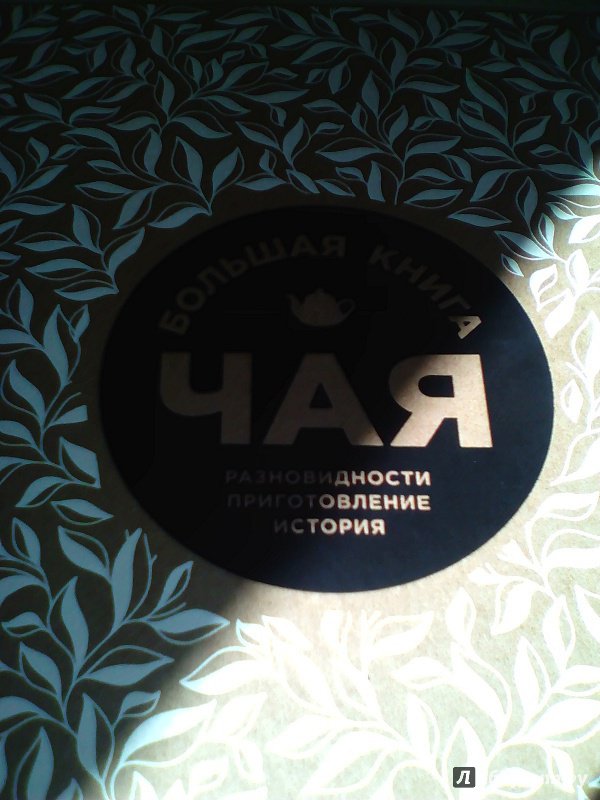 БОЛЬШАЯ КНИГА
ЧАЯ
РАЗНОВИДНОСТИ
ПРИГОТОВЛЕНИЕ
ИСТОРИЯ
Л